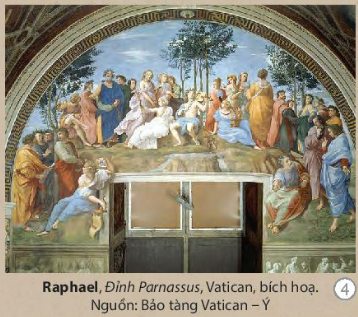 Raphael, Đỉnh Parnassus, Vatican, bích hoạ.
4
Nguồn: Bảo tàng Vatican – Ý